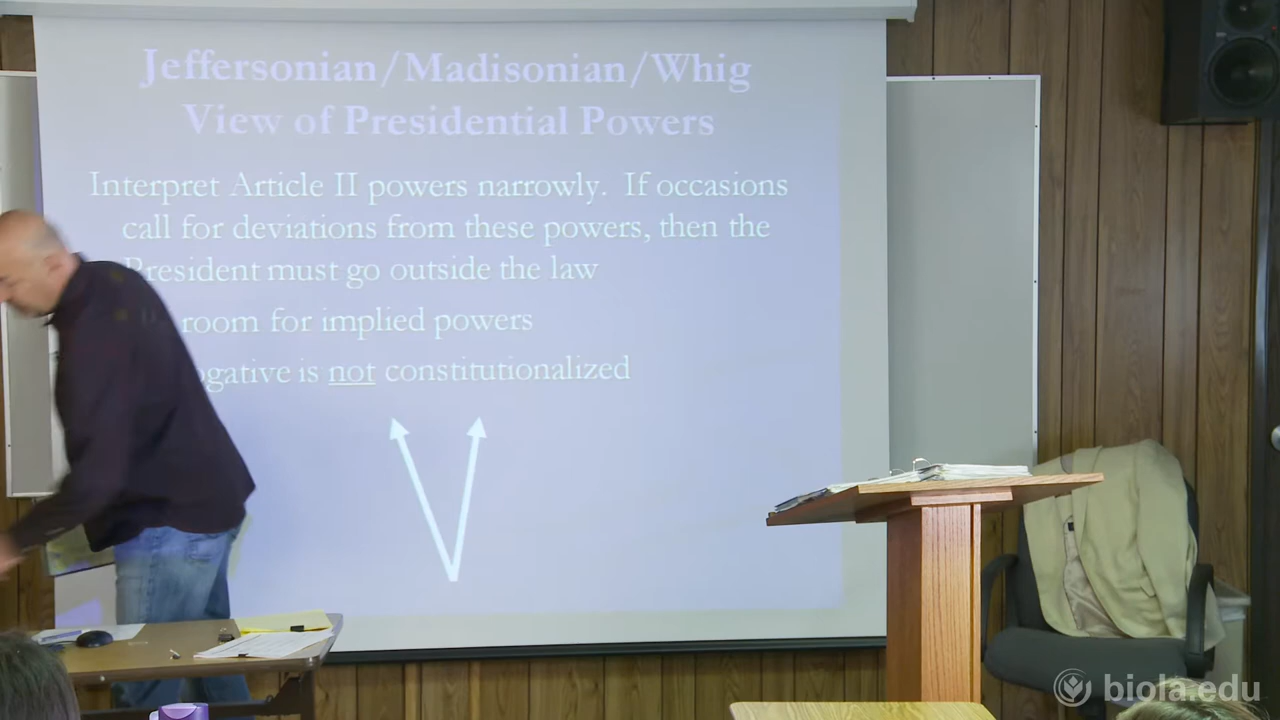 Jeffersonian/Madisonian/Whig
View of Presidential Powers
Interpret Article II powers narrowly. If occasions
call for deviations from these powers, then the
President must go outside the law
room for implied powers
ogative is not constitutionalized
biola.edu